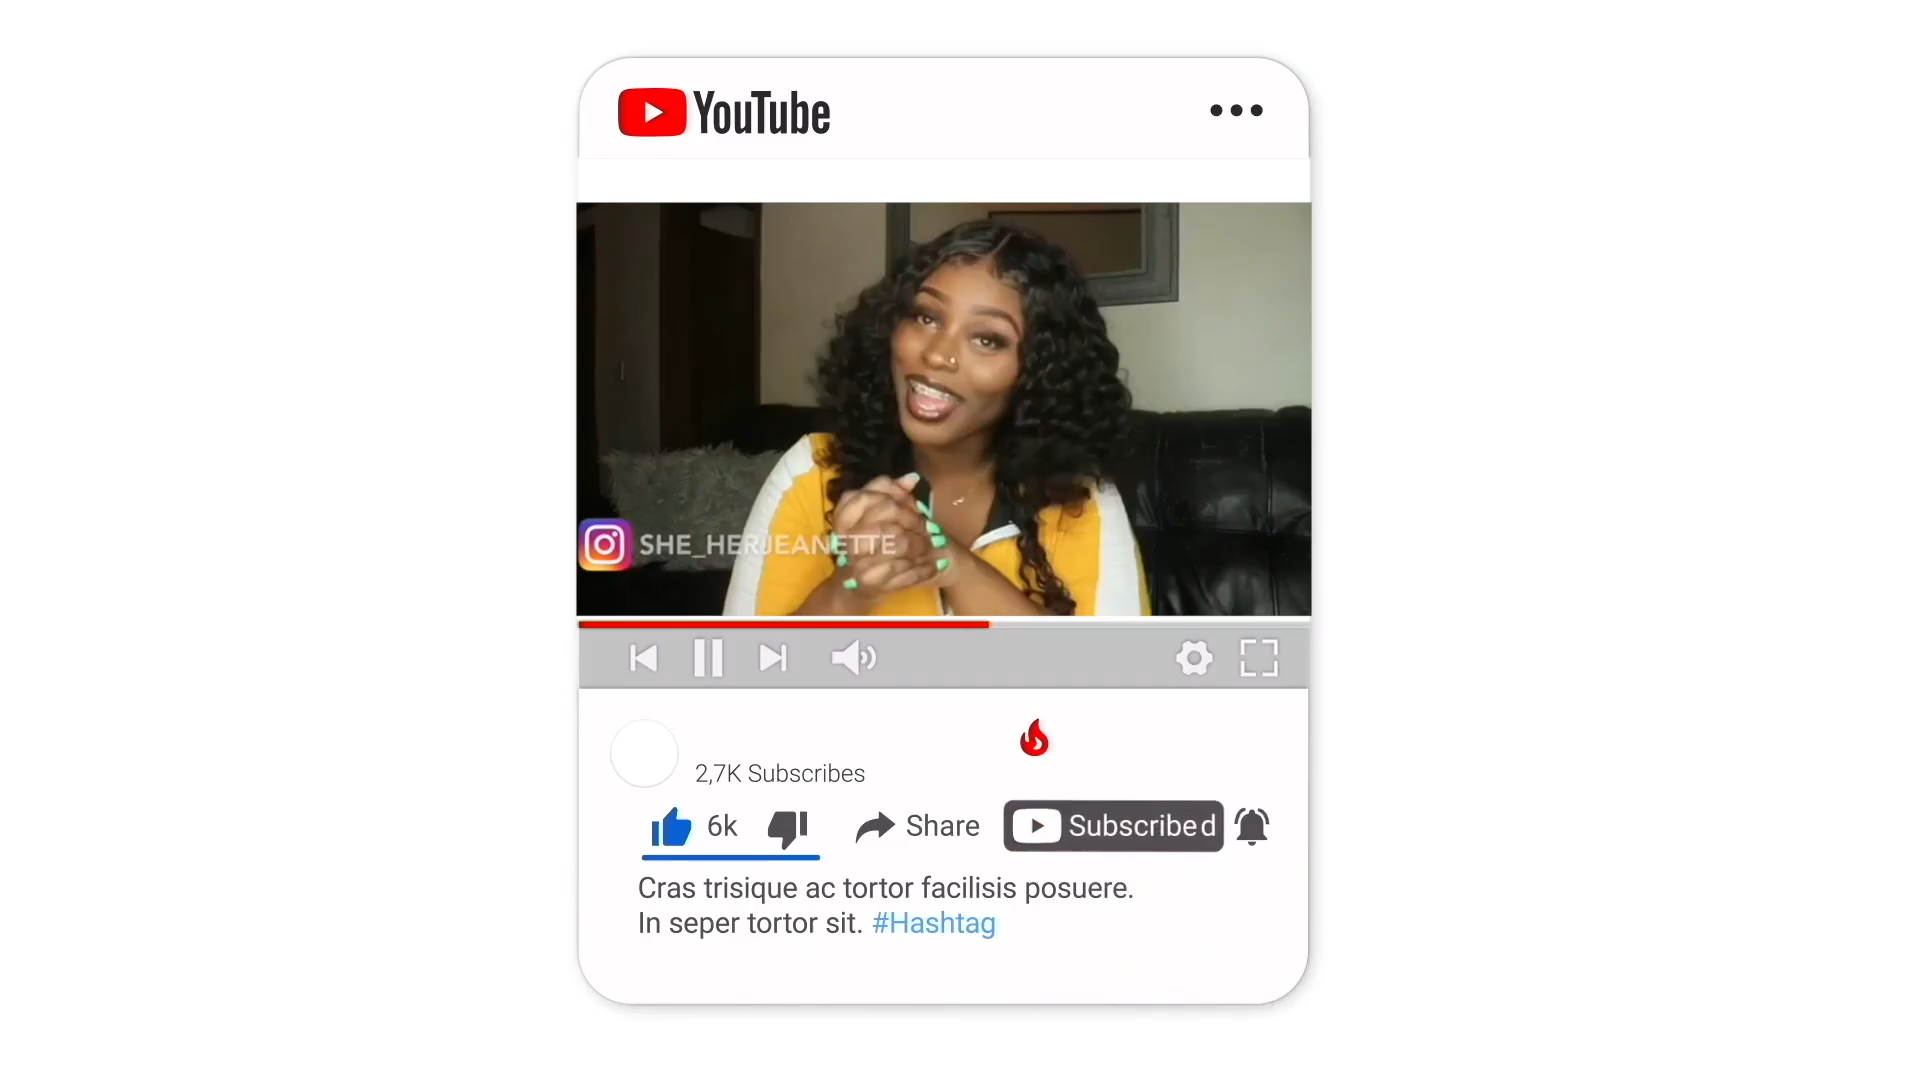 YouTube
SHE_HERJEANETTE
2,7K Subscribes
6k
Share
Subscribed
Cras trisique ac tortor facilisis posuere.
In seper tortor sit. #Hashtag